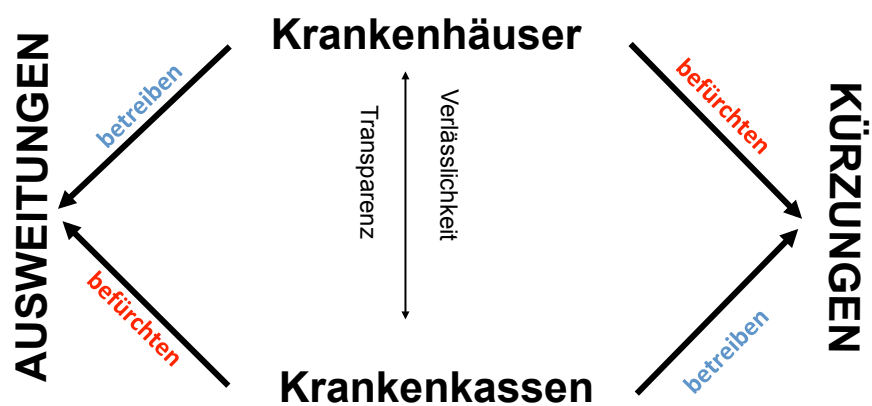 Krankenhäuser
AUSWEITUNGEN
betreiben
befürchten
Transparenz
Verlässlichkeit
KÜRZUNGEN
befürchten
betreiben
Krankenkassen